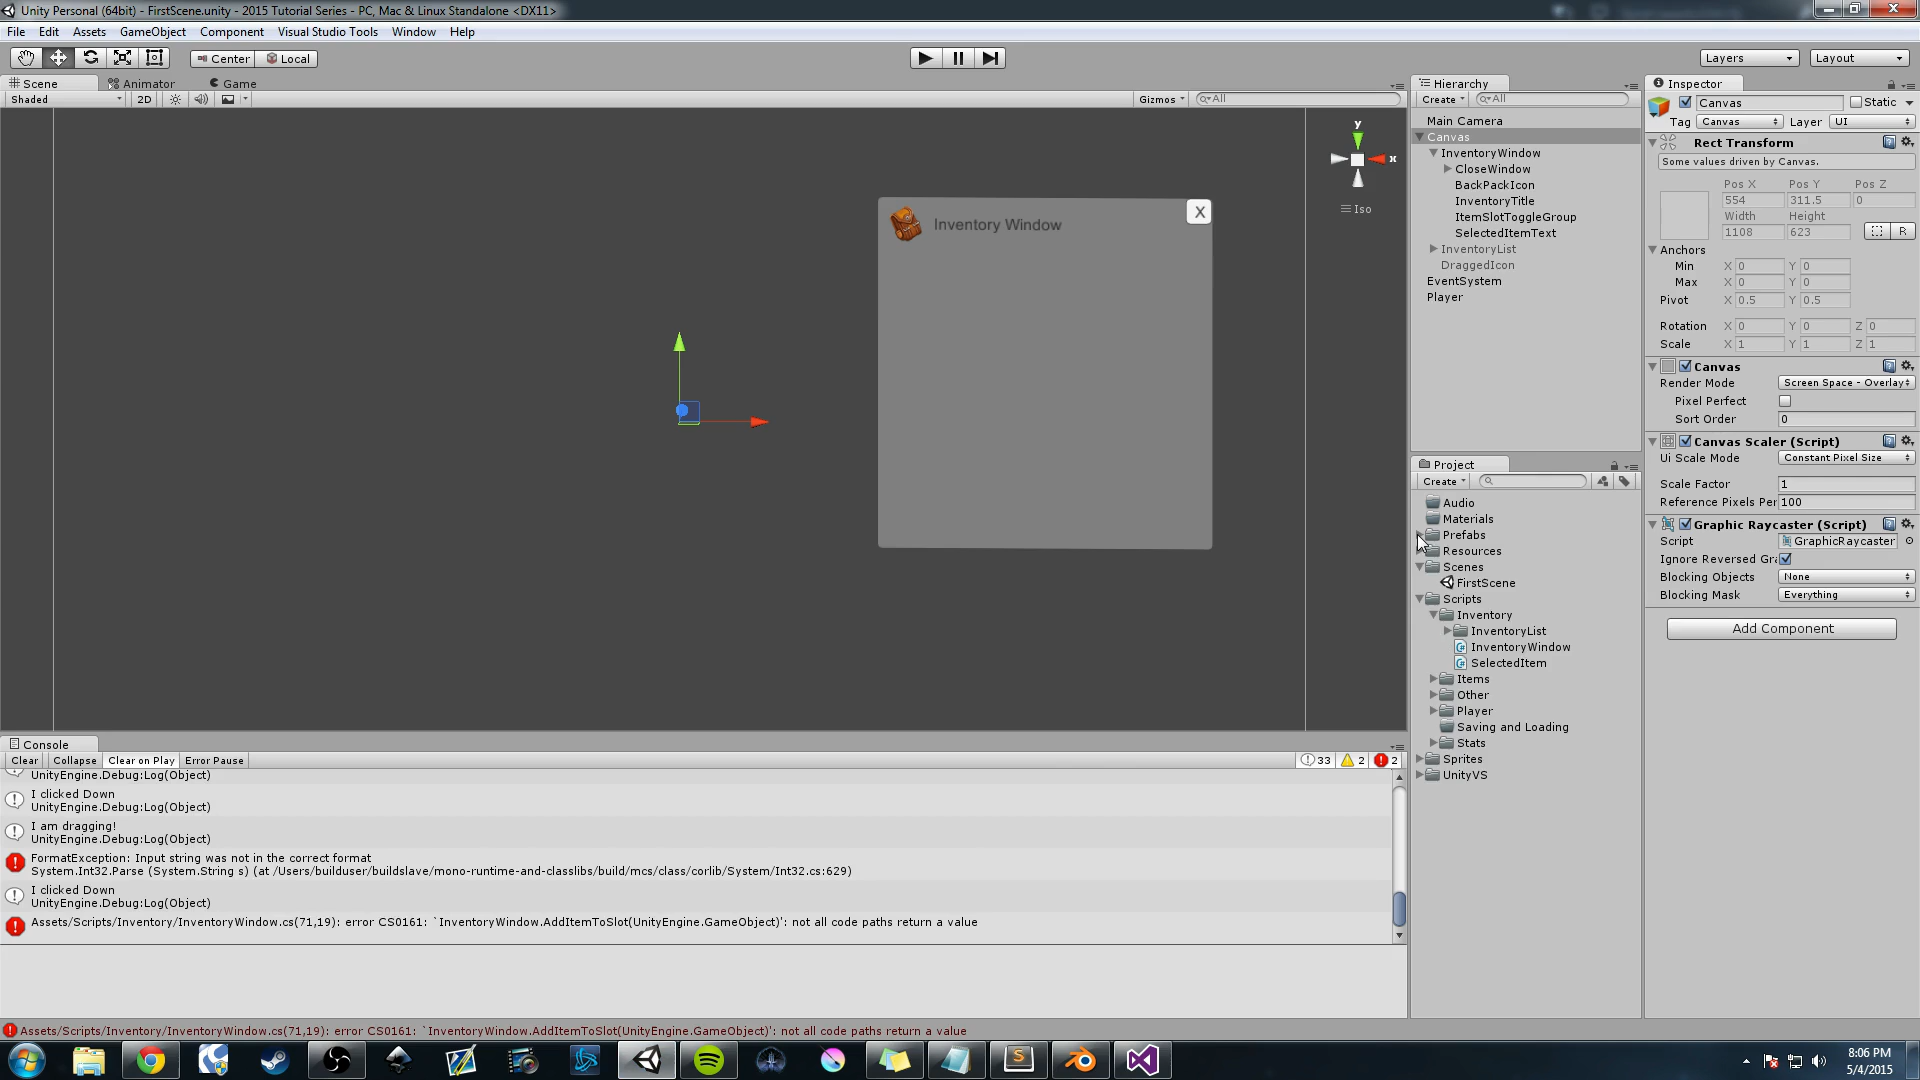 Unity Personal (64bit) - FirstScene.unity - 2015 Tutorial Series - PC, Mac & Linux Standalone <DX11>
File Edit Assets GameObject Component Visual Studio Tools Window Help
Center Local
Layers Layout
Scene Animator Game
Shaded 2D Gizmos All
y
x
Iso
Inventory Window
X
Hierarchy
Create All
Main Camera
Canvas
InventoryWindow
CloseWindow
BackPackIcon
InventoryTitle
ItemSlotToggleGroup
SelectedItemText
InventoryList
DraggedIcon
EventSystem
Player
Project
Create
Audio
Materials
Prefabs
Resources
Scenes
FirstScene
Scripts
Inventory
InventoryList
InventoryWindow
SelectedItem
Items
Other
Player
Saving and Loading
Stats
Sprites
UnityVS
Inspector
Canvas Static
Tag Canvas Layer UI
Rect Transform
Some values driven by Canvas.
Pos X Pos Y Pos Z
554 311.5 0
Width Height
1108 623 R
Anchors
Min X 0 Y 0
Max X 0 Y 0
Pivot X 0.5 Y 0.5
Rotation X 0 Y 0 Z 0
Scale X 1 Y 1 Z 1
Canvas
Render Mode Screen Space - Overlay
Pixel Perfect
Sort Order 0
Canvas Scaler (Script)
Ui Scale Mode Constant Pixel Size
Scale Factor 1
Reference Pixels Per 100
Graphic Raycaster (Script)
Script GraphicRaycaster
Ignore Reversed Gra
Blocking Objects None
Blocking Mask Everything
Add Component
Console
Clear Collapse Clear on Play Error Pause 33 2 2
UnityEngine.Debug:Log(Object)
I clicked Down
UnityEngine.Debug:Log(Object)
I am dragging!
UnityEngine.Debug:Log(Object)
FormatException: Input string was not in the correct format
System.Int32.Parse (System.String s) (at /Users/builduser/buildslave/mono-runtime-and-classlibs/build/mcs/class/corlib/System/Int32.cs:629)
I clicked Down
UnityEngine.Debug:Log(Object)
Assets/Scripts/Inventory/InventoryWindow.cs(71,19): error CS0161: `InventoryWindow.AddItemToSlot(UnityEngine.GameObject)': not all code paths return a value
Assets/Scripts/Inventory/InventoryWindow.cs(71,19): error CS0161: `InventoryWindow.AddItemToSlot(UnityEngine.GameObject)': not all code paths return a value
8:06 PM
5/4/2015